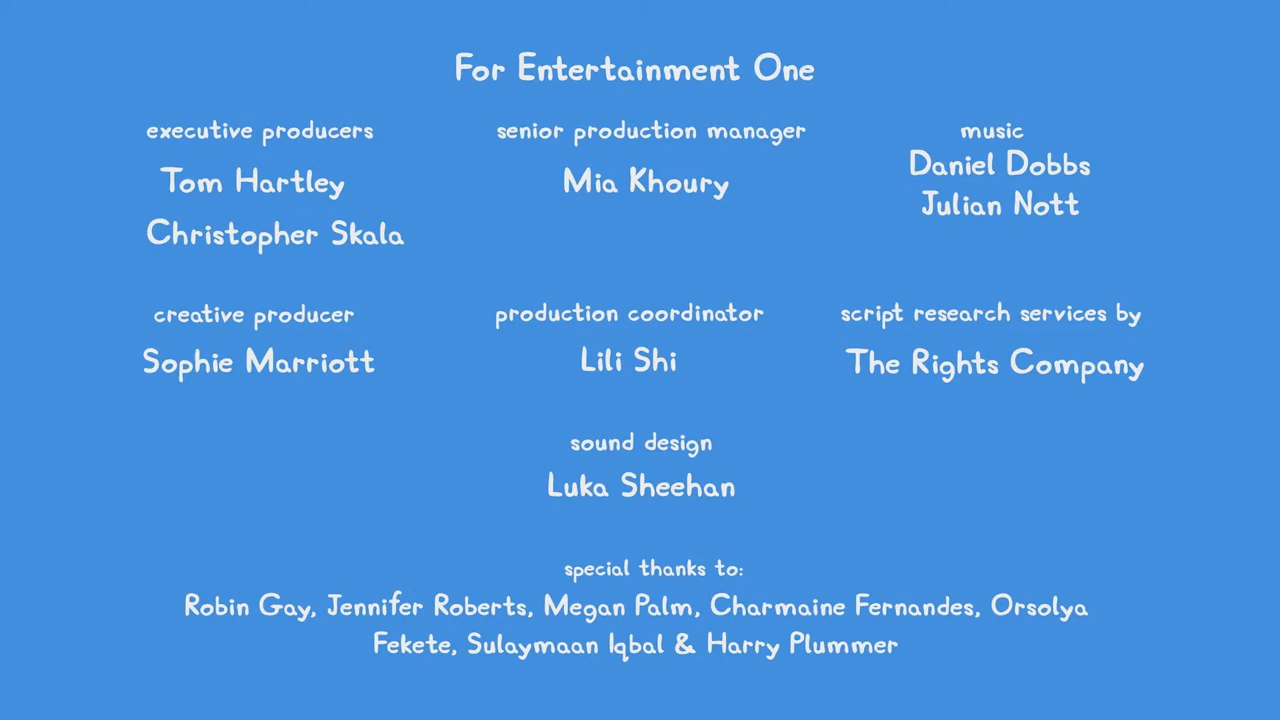 For Entertainment One
executive producers
Tom Hartley
Christopher Skala
senior production manager
Mia Khoury
music
Daniel Dobbs
Julian Nott
creative producer
Sophie Marriott
production coordinator
Lili Shi
script research services by
The Rights Company
sound design
Luka Sheehan
special thanks to:
Robin Gay, Jennifer Roberts, Megan Palm, Charmaine Fernandes, Orsolya
Fekete, Sulaymaan Iqbal & Harry Plummer